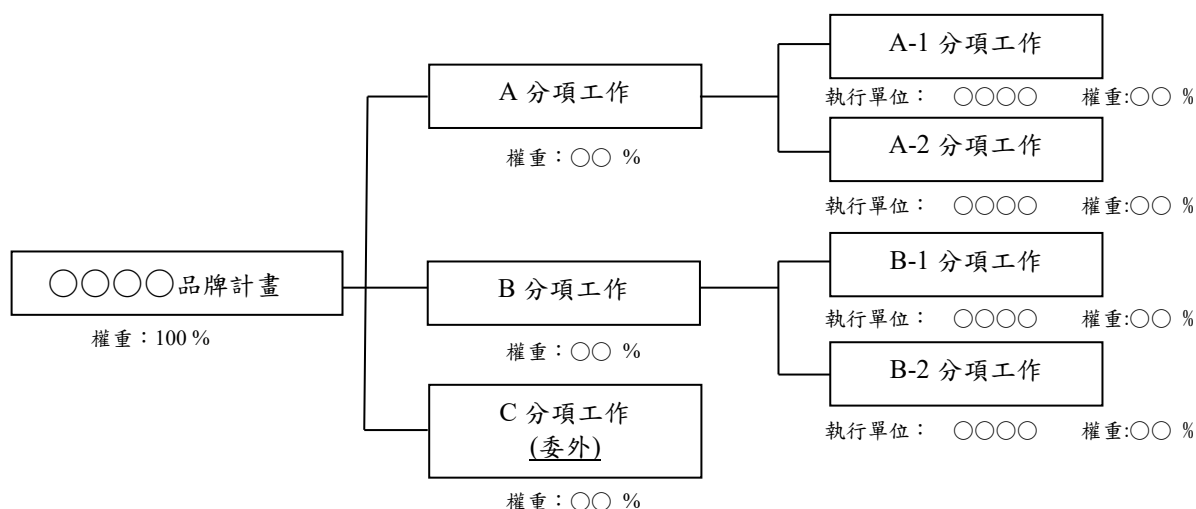 ○○○○品牌計畫
權重：100 %
A 分項工作
權重：○○ %
A-1 分項工作
執行單位： ○○○○ 權重:○○ %
A-2 分項工作
執行單位： ○○○○ 權重:○○ %
B 分項工作
權重：○○ %
B-1 分項工作
執行單位： ○○○○ 權重:○○ %
B-2 分項工作
執行單位： ○○○○ 權重:○○ %
C 分項工作
(委外)
權重：○○ %